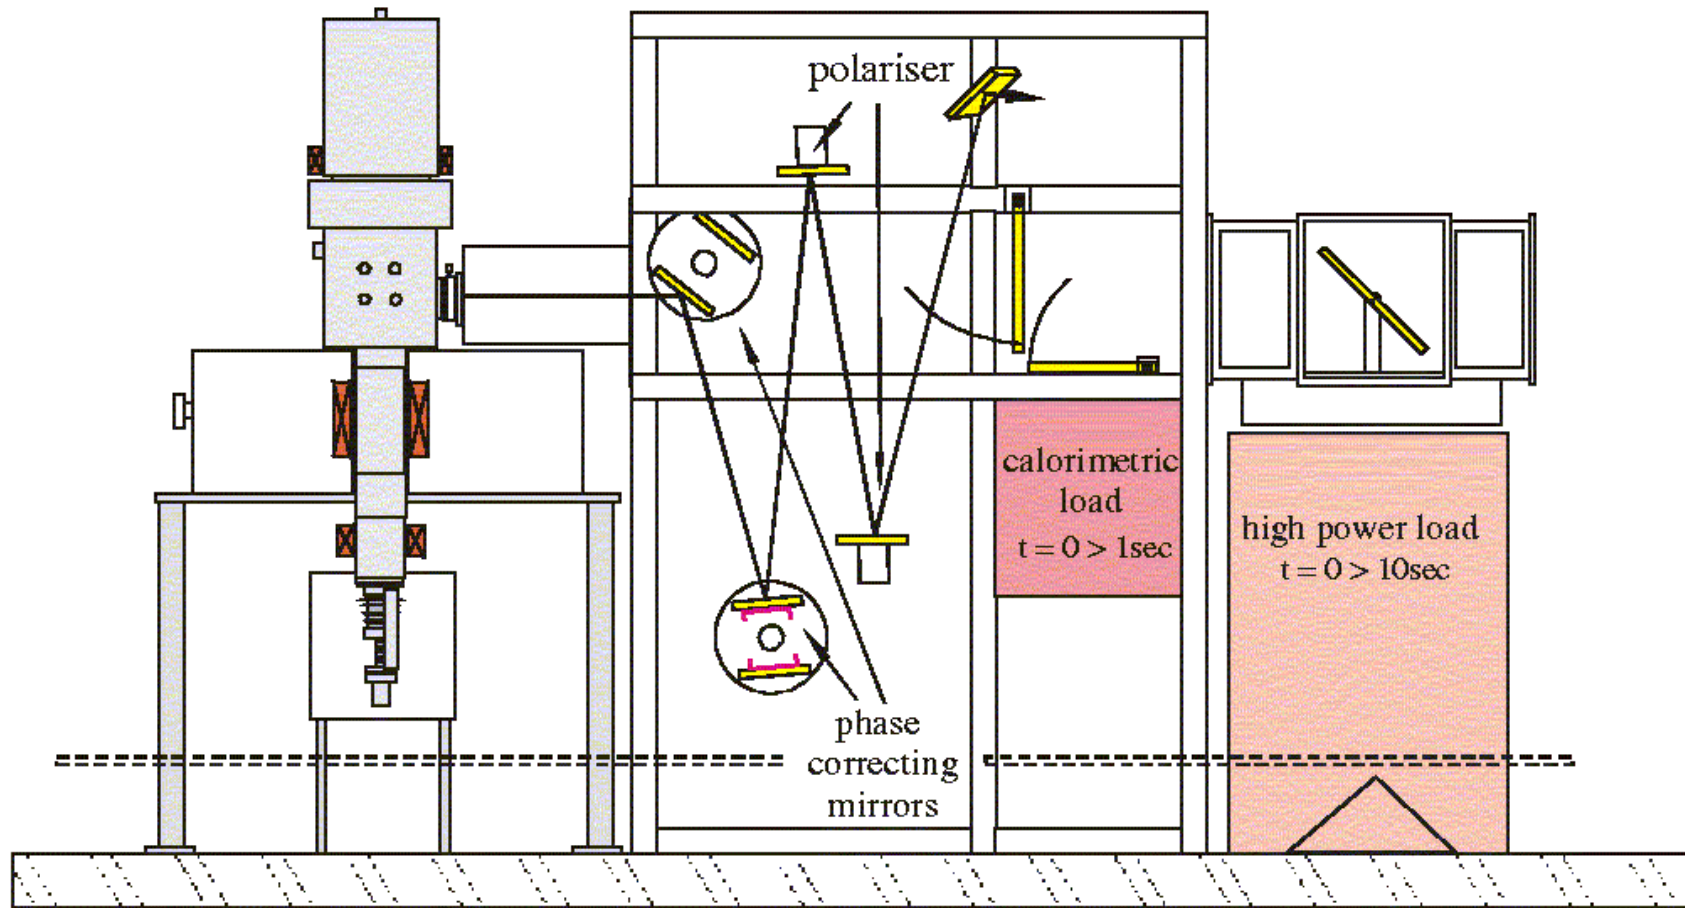 polariser
calorimetric
load
t = 0 > 1sec
high power load
t = 0 > 10sec
phase
correcting
mirrors